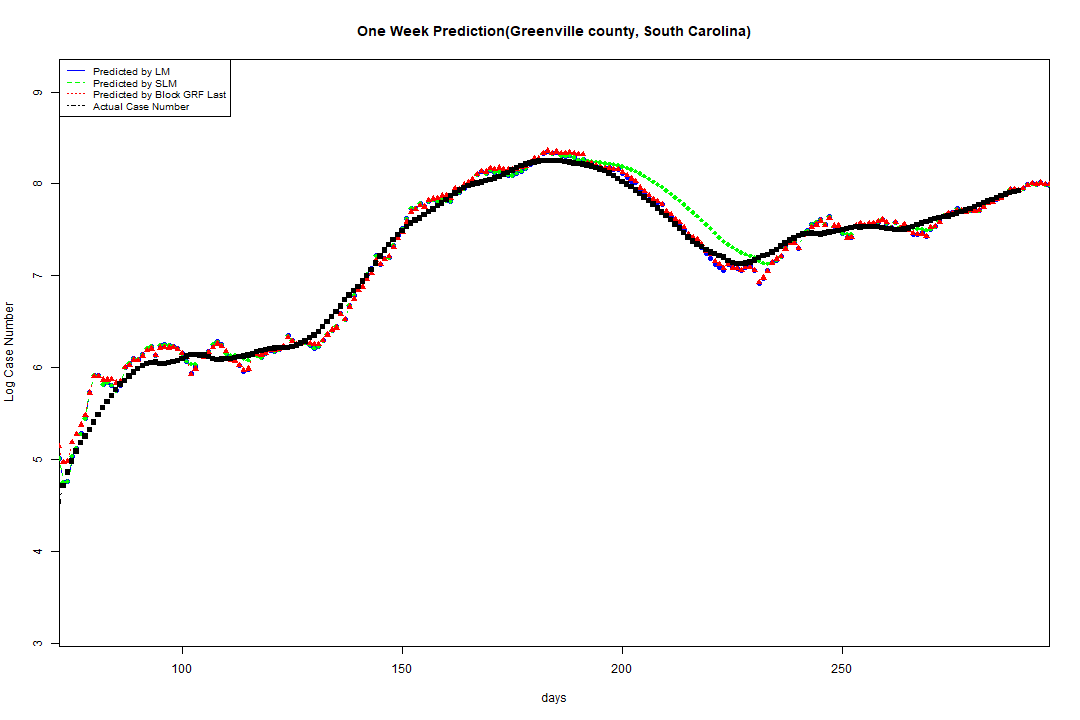 One Week Prediction(Greenville county, South Carolina)
Predicted by LM
Predicted by SLM
Predicted by Block GRF Last
Actual Case Number
9
8
7
6
5
4
3
Log Case Number
100
150
200
250
days